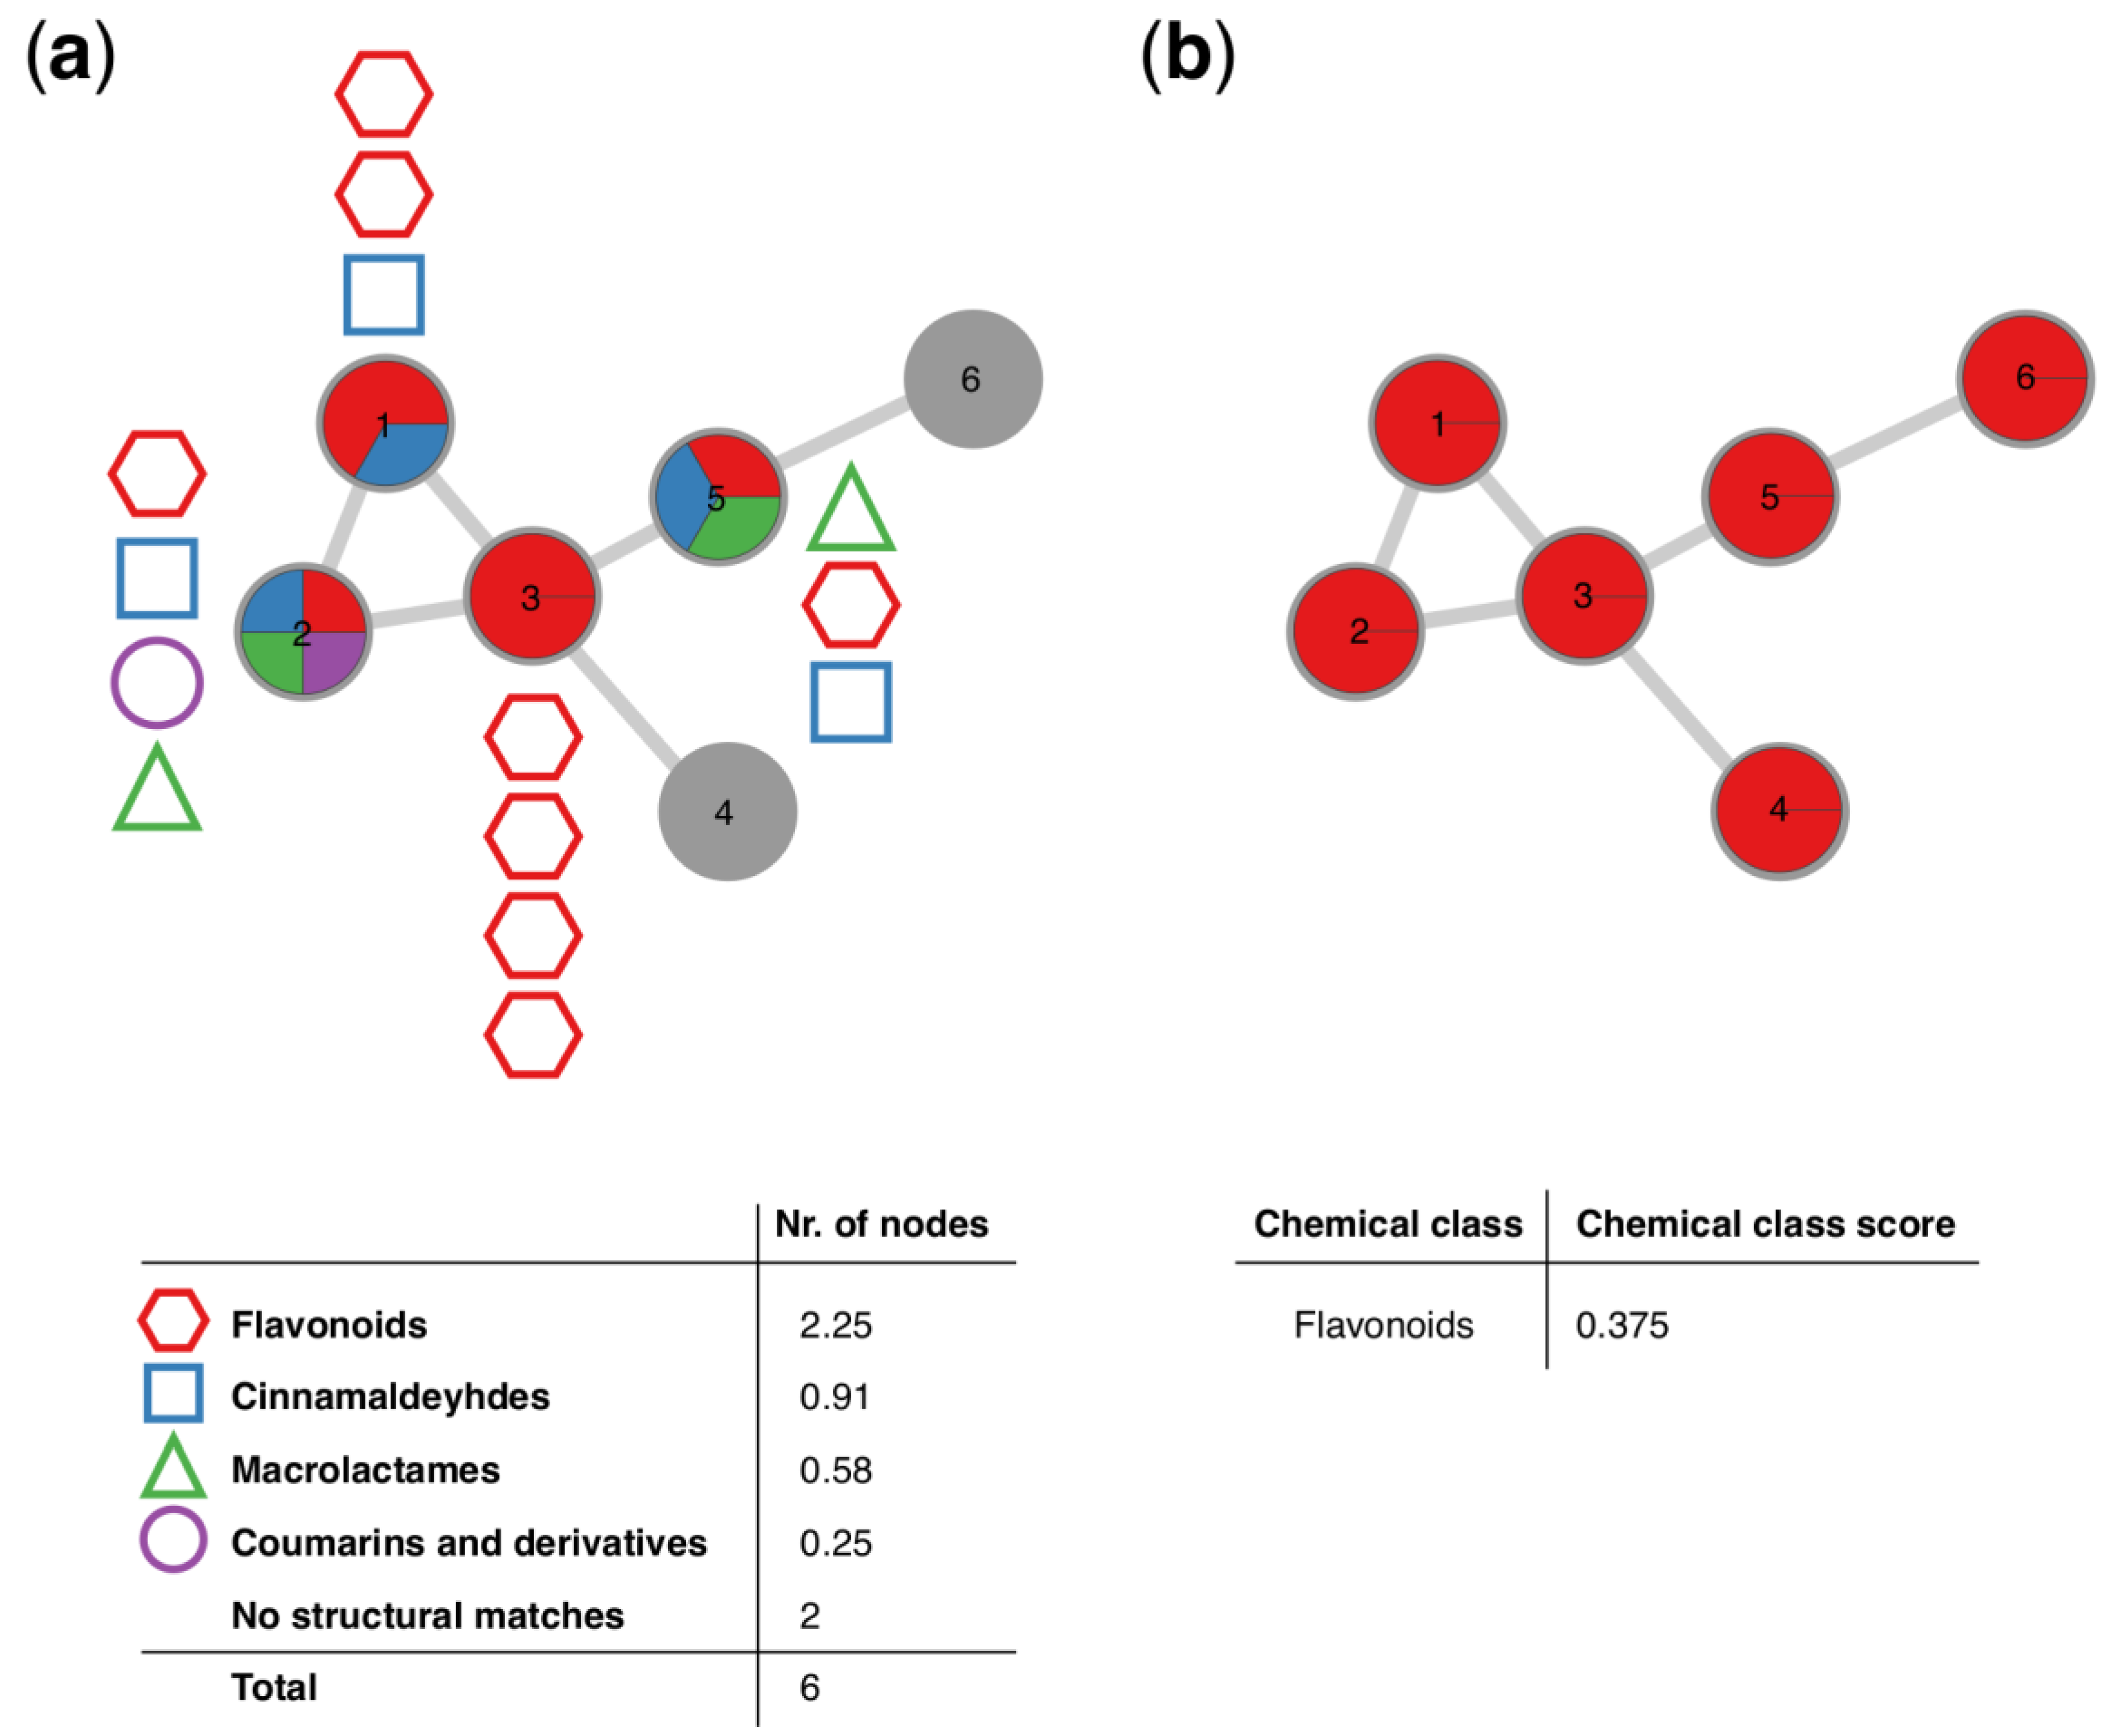 (a)
(b)
1
2
3
4
5
6
1
2
3
4
5
6
Nr. of nodes
Flavonoids 2.25
Cinnamaldeyhdes 0.91
Macrolactames 0.58
Coumarins and derivatives 0.25
No structural matches 2
Total 6
Chemical class Chemical class score
Flavonoids 0.375